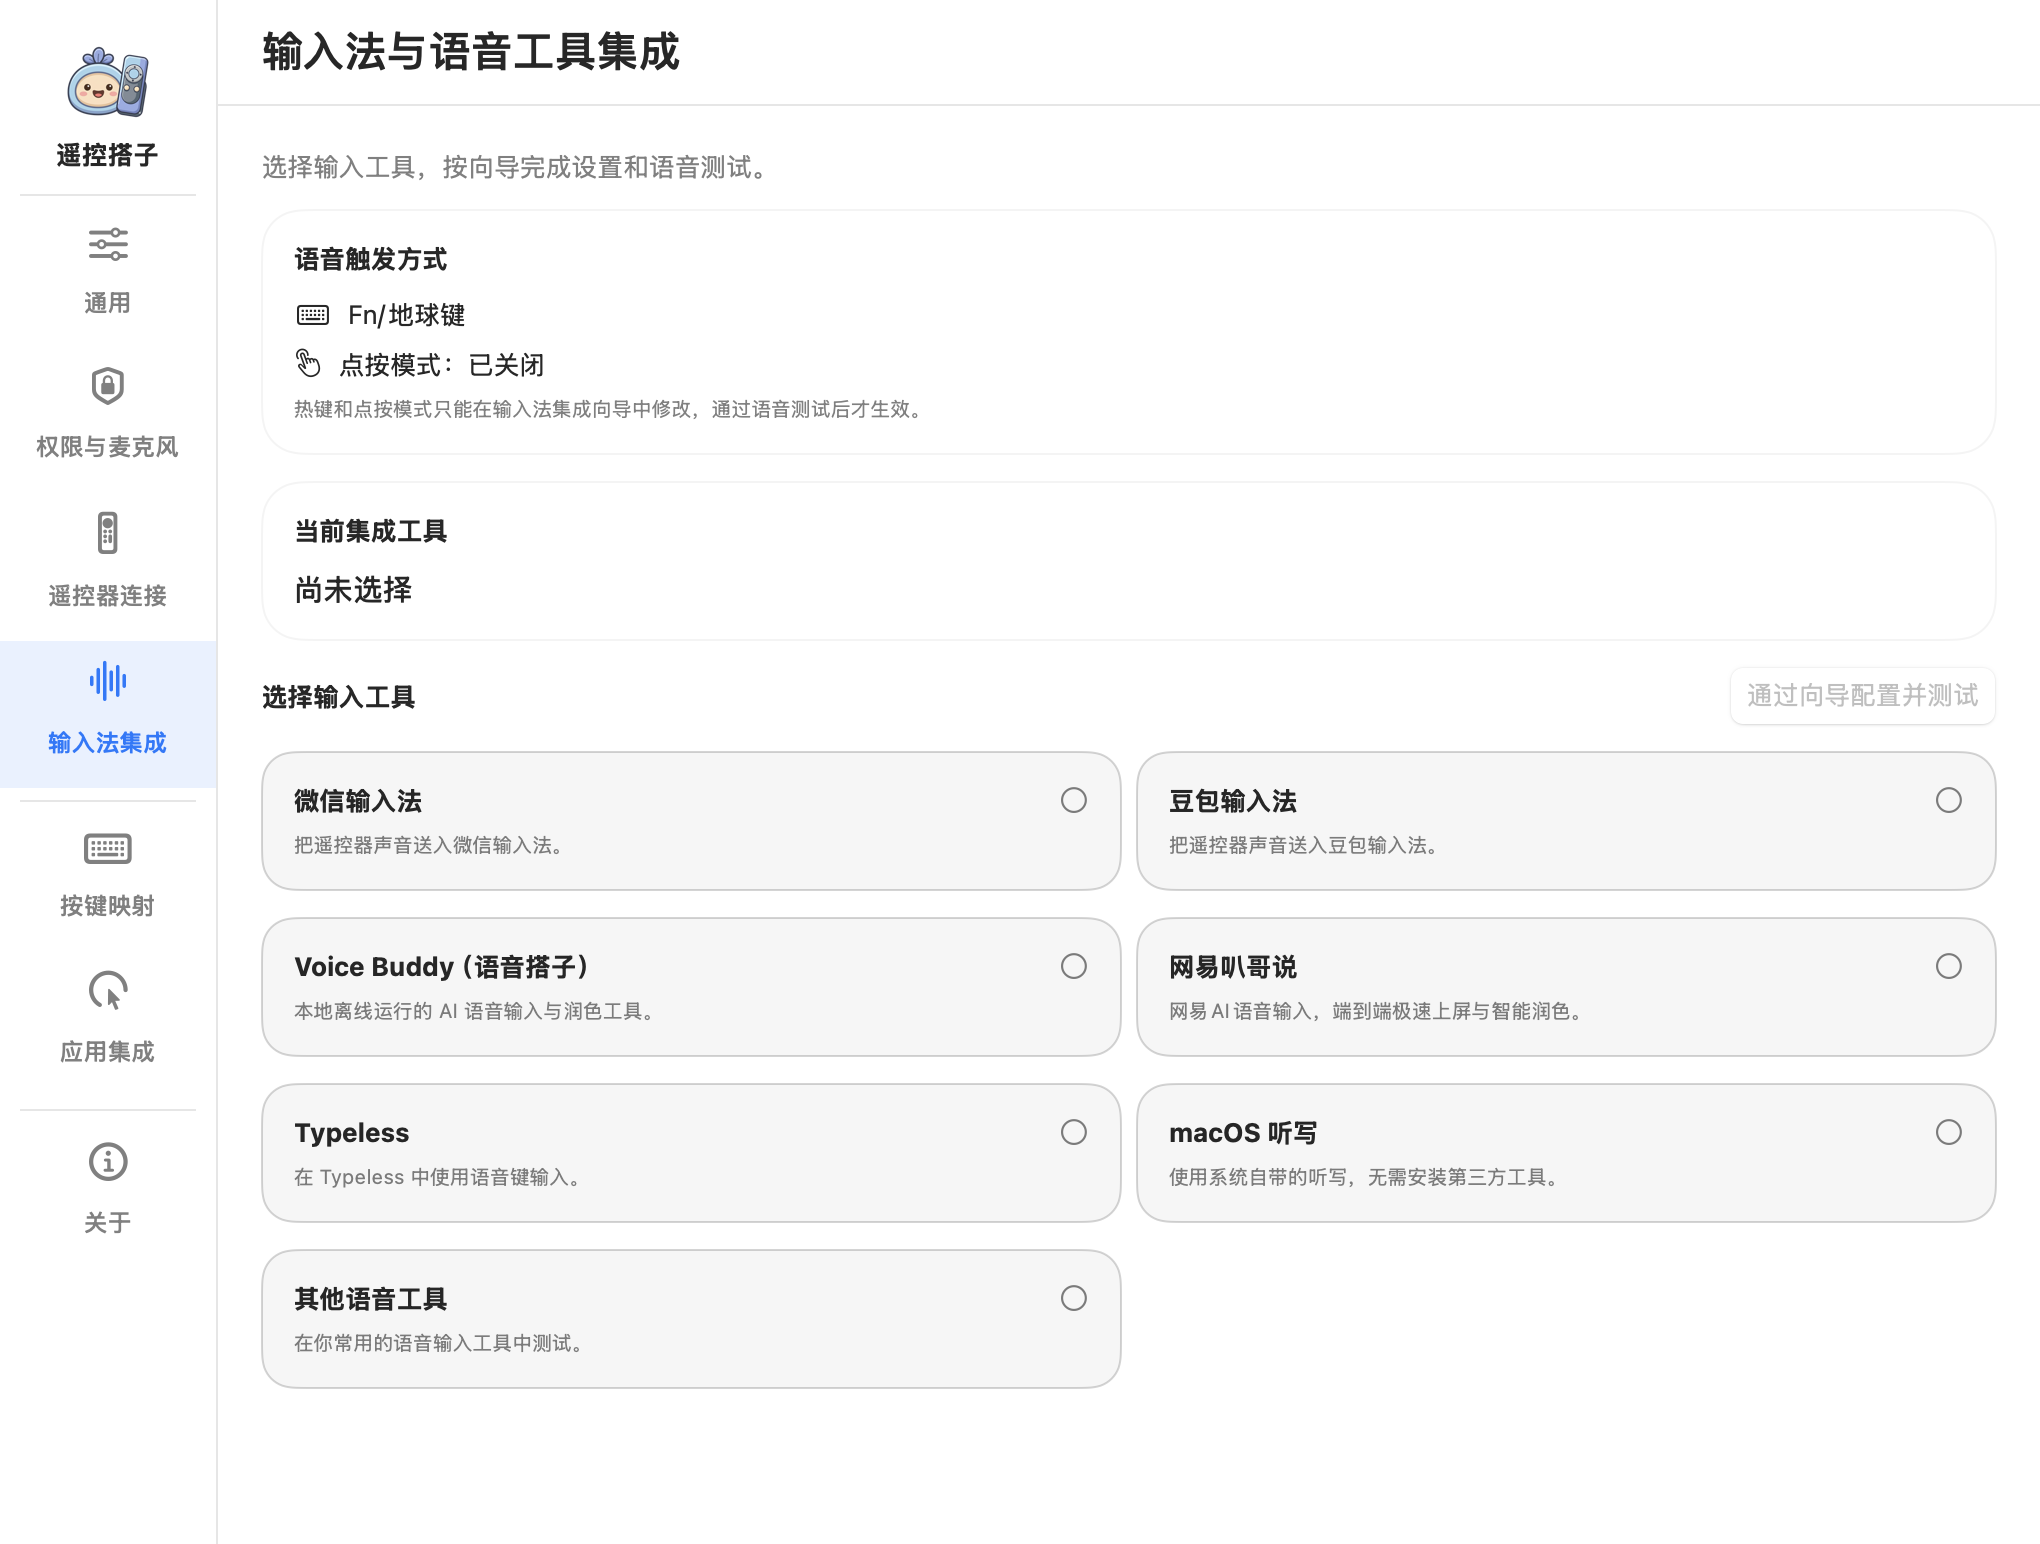 遥控搭子
通用
权限与麦克风
遥控器连接
输入法集成
按键映射
应用集成
关于
输入法与语音工具集成
选择输入工具，按向导完成设置和语音测试。
语音触发方式
Fn/地球键
点按模式：已关闭
热键和点按模式只能在输入法集成向导中修改，通过语音测试后才生效。
当前集成工具
尚未选择
选择输入工具
通过向导配置并测试
微信输入法
把遥控器声音送入微信输入法。
豆包输入法
把遥控器声音送入豆包输入法。
Voice Buddy（语音搭子）
本地离线运行的 AI 语音输入与润色工具。
网易叭哥说
网易 AI 语音输入，端到端极速上屏与智能润色。
Typeless
在 Typeless 中使用语音键输入。
macOS 听写
使用系统自带的听写，无需安装第三方工具。
其他语音工具
在你常用的语音输入工具中测试。